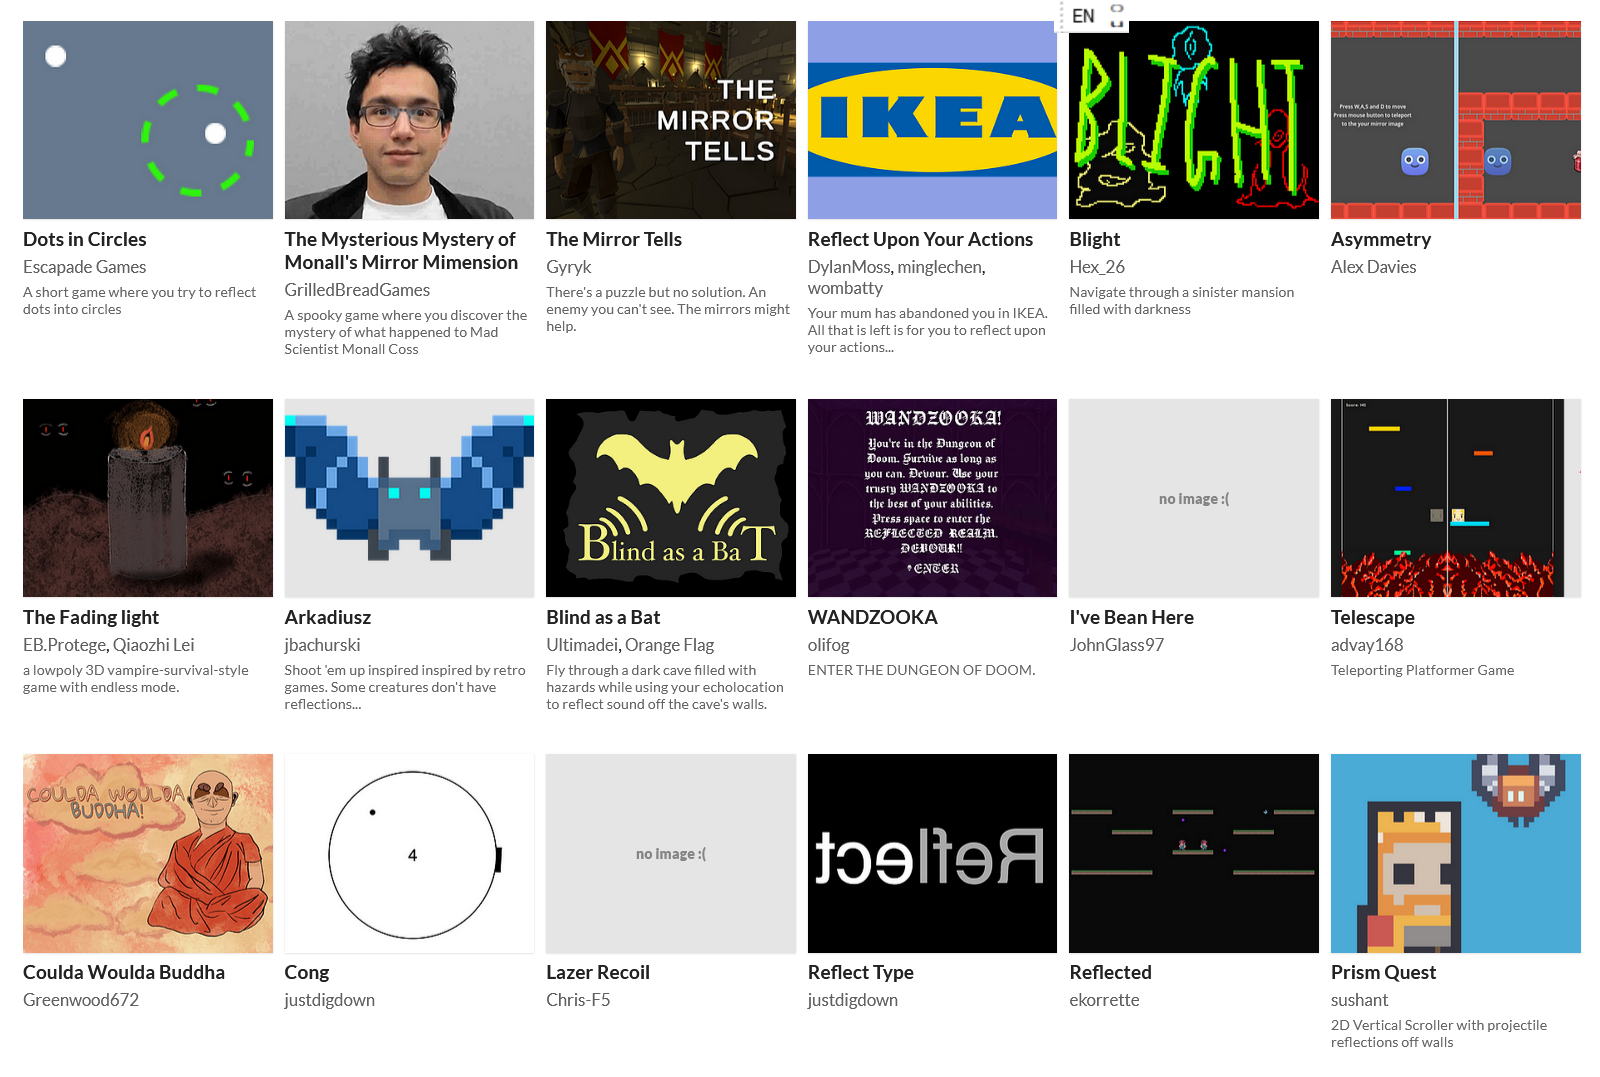 EN
THE
MIRROR
TELLS
IKEA
BLIGHT
Press W,A,S and D to move
Press mouse button to teleport
to the your mirror image
Dots in Circles
Escapade Games
A short game where you try to reflect
dots into circles
The Mysterious Mystery of
Monall's Mirror Mimension
GrilledBreadGames
A spooky game where you discover the
mystery of what happened to Mad
Scientist Monall Coss
The Mirror Tells
Gyryk
There's a puzzle but no solution. An
enemy you can't see. The mirrors might
help.
Reflect Upon Your Actions
DylanMoss, minglechen,
wombatty
Your mum has abandoned you in IKEA.
All that is left is for you to reflect upon
your actions...
Blight
Hex_26
Navigate through a sinister mansion
filled with darkness
Asymmetry
Alex Davies
Blind as a BaT
WANDZOOKA!
You're in the Dungeon of
Doom. Survive as long as
you can. Devour. Use your
trusty WANDZOOKA to
the best of your abilities.
Press space to enter the
REFLECTED REALM.
DEVOUR!!
ENTER
no image :(
The Fading light
EB.Protege, Qiaozhi Lei
a lowpoly 3D vampire-survival-style
game with endless mode.
Arkadiusz
jbachurski
Shoot 'em up inspired inspired by retro
games. Some creatures don't have
reflections...
Blind as a Bat
Ultimadei, Orange Flag
Fly through a dark cave filled with
hazards while using your echolocation
to reflect sound off the cave's walls.
WANDZOOKA
olifog
ENTER THE DUNGEON OF DOOM.
I've Bean Here
JohnGlass97
Telescape
advay168
Teleporting Platformer Game
COULDA WOULDA
BUDDHA!
4
no image :(
Reflect
Coulda Woulda Buddha
Greenwood672
Cong
justdigdown
Lazer Recoil
Chris-F5
Reflect Type
justdigdown
Reflected
ekorrette
Prism Quest
sushant
2D Vertical Scroller with projectile
reflections off walls